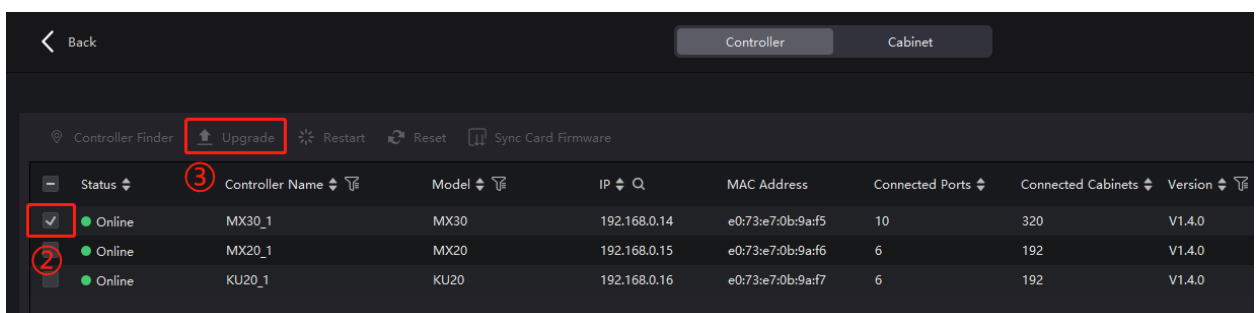 Back Controller Cabinet
Controller Finder Upgrade Restart Reset Sync Card Firmware
③
Status Controller Name Model IP MAC Address Connected Ports Connected Cabinets Version
Online MX30_1 MX30 192.168.0.14 e0:73:e7:0b:9a:f5 10 320 V1.4.0
②
Online MX20_1 MX20 192.168.0.15 e0:73:e7:0b:9a:f6 6 192 V1.4.0
Online KU20_1 KU20 192.168.0.16 e0:73:e7:0b:9a:f7 6 192 V1.4.0